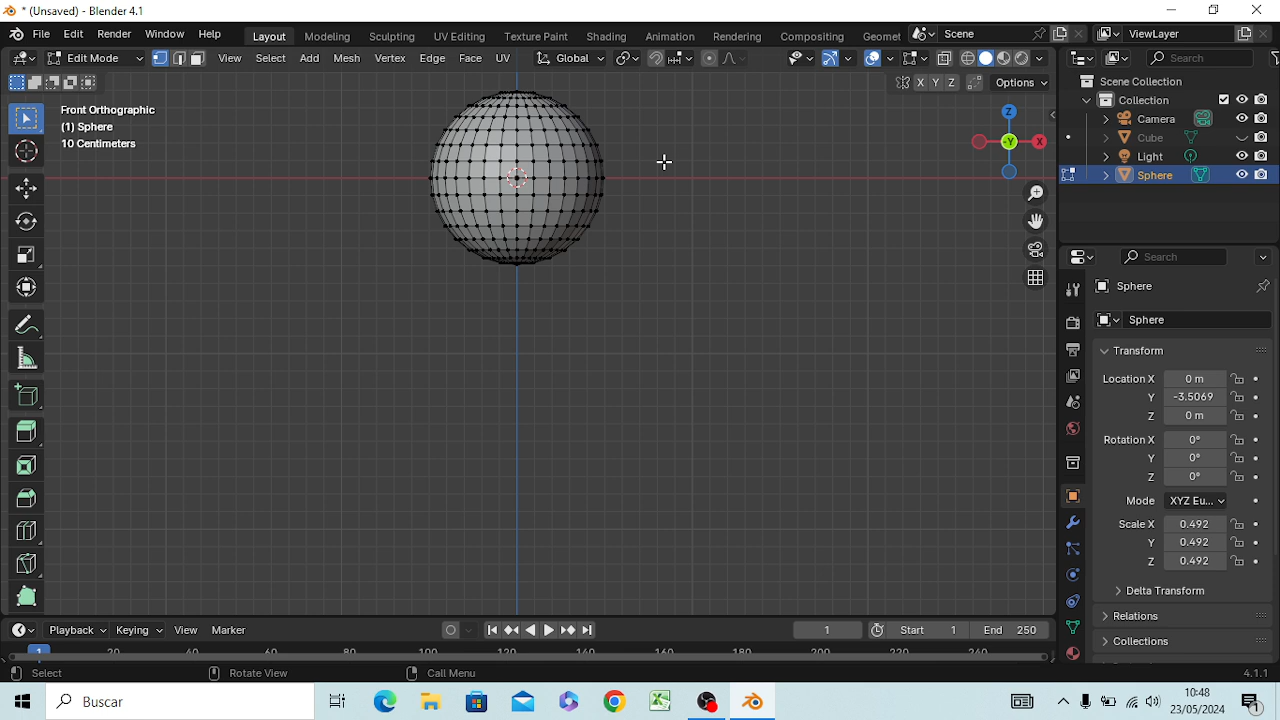 * (Unsaved) - Blender 4.1
File Edit Render Window Help Layout Modeling Sculpting UV Editing Texture Paint Shading Animation Rendering Compositing Geomet Scene ViewLayer
Edit Mode View Select Add Mesh Vertex Edge Face UV Global Search
X Y Z Options
Front Orthographic
(1) Sphere
10 Centimeters
Z
-Y X
Scene Collection
Collection
Camera
Cube
Light
Sphere
Search
Sphere
Sphere
Transform
Location X 0 m
Y -3.5069
Z 0 m
Rotation X 0°
Y 0°
Z 0°
Mode XYZ Eu...
Scale X 0.492
Y 0.492
Z 0.492
Delta Transform
Relations
Collections
Playback Keying View Marker 1 Start 1 End 250
1 20 40 60 80 100 120 140 160 180 200 220 240
Select Rotate View Call Menu 4.1.1
Buscar
10:48
23/05/2024
1